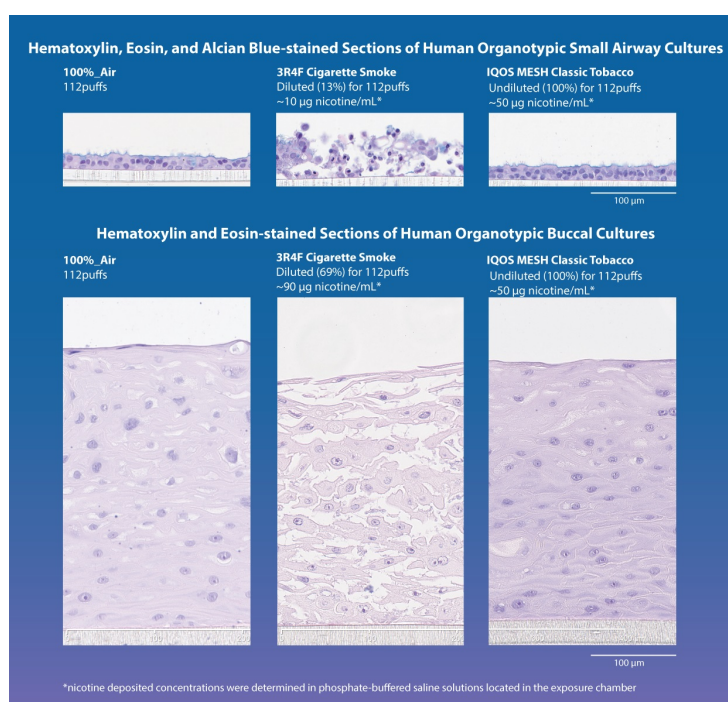 Hematoxylin, Eosin, and Alcian Blue-stained Sections of Human Organotypic Small Airway Cultures
100%_Air
112puffs
3R4F Cigarette Smoke
Diluted (13%) for 112puffs
~10 µg nicotine/mL*
IQOS MESH Classic Tobacco
Undiluted (100%) for 112puffs
~50 µg nicotine/mL*
100 µm
Hematoxylin and Eosin-stained Sections of Human Organotypic Buccal Cultures
100%_Air
112puffs
3R4F Cigarette Smoke
Diluted (69%) for 112puffs
~90 µg nicotine/mL*
IQOS MESH Classic Tobacco
Undiluted (100%) for 112puffs
~50 µg nicotine/mL*
100 µm
*nicotine deposited concentrations were determined in phosphate-buffered saline solutions located in the exposure chamber